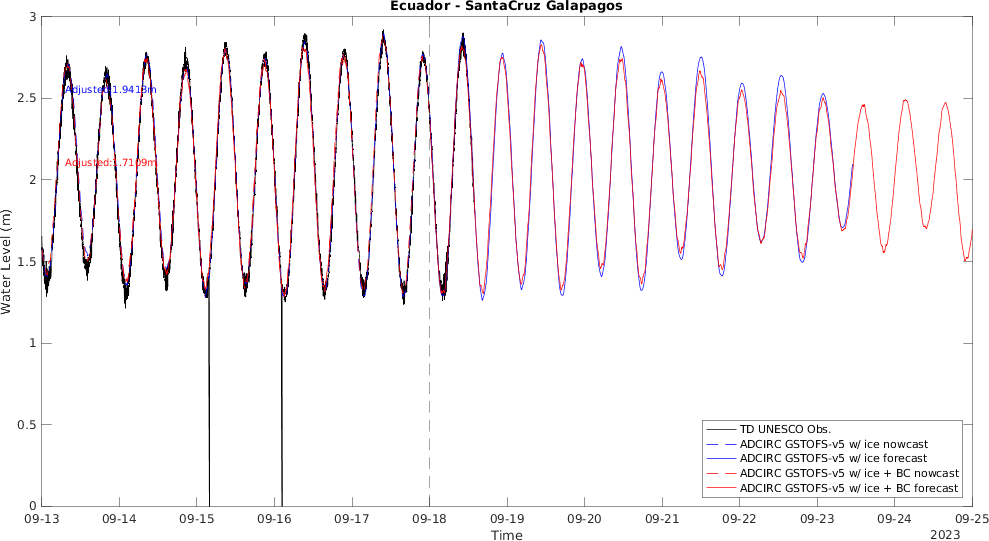 Ecuador - SantaCruz Galapagos
3
2.5
2
1.5
1
0.5
0
Water Level (m)
Adjusted:1.9413m
Adjusted:1.7109m
TD UNESCO Obs.
ADCIRC GSTOFS-v5 w/ ice nowcast
ADCIRC GSTOFS-v5 w/ ice forecast
ADCIRC GSTOFS-v5 w/ ice + BC nowcast
ADCIRC GSTOFS-v5 w/ ice + BC forecast
09-13 09-14 09-15 09-16 09-17 09-18 09-19 09-20 09-21 09-22 09-23 09-24 09-25
Time
2023